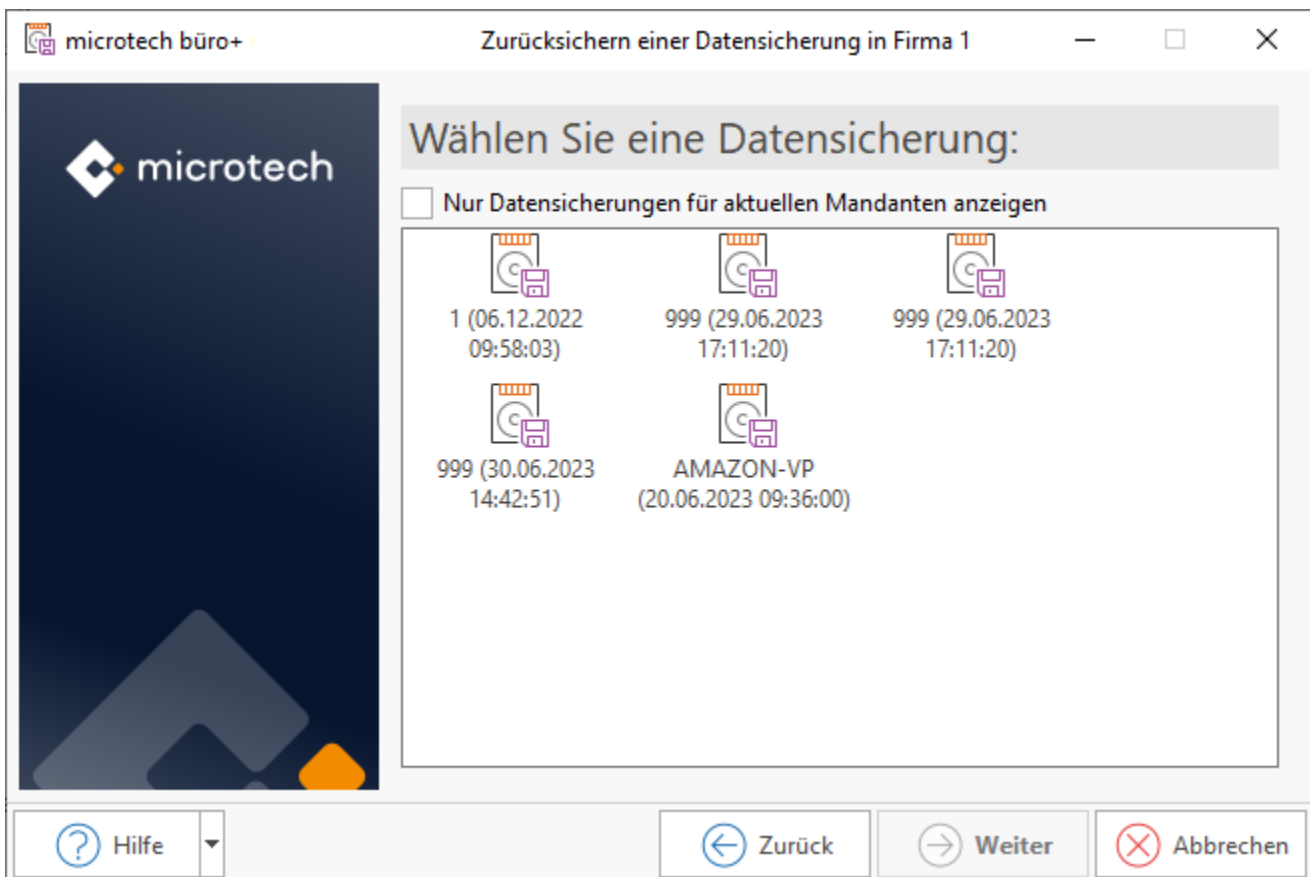 microtech büro+
Zurücksichern einer Datensicherung in Firma 1
microtech
Wählen Sie eine Datensicherung:
Nur Datensicherungen für aktuellen Mandanten anzeigen
1 (06.12.2022
09:58:03)
999 (29.06.2023
17:11:20)
999 (29.06.2023
17:11:20)
999 (30.06.2023
14:42:51)
AMAZON-VP
(20.06.2023 09:36:00)
Hilfe
Zurück
Weiter
Abbrechen